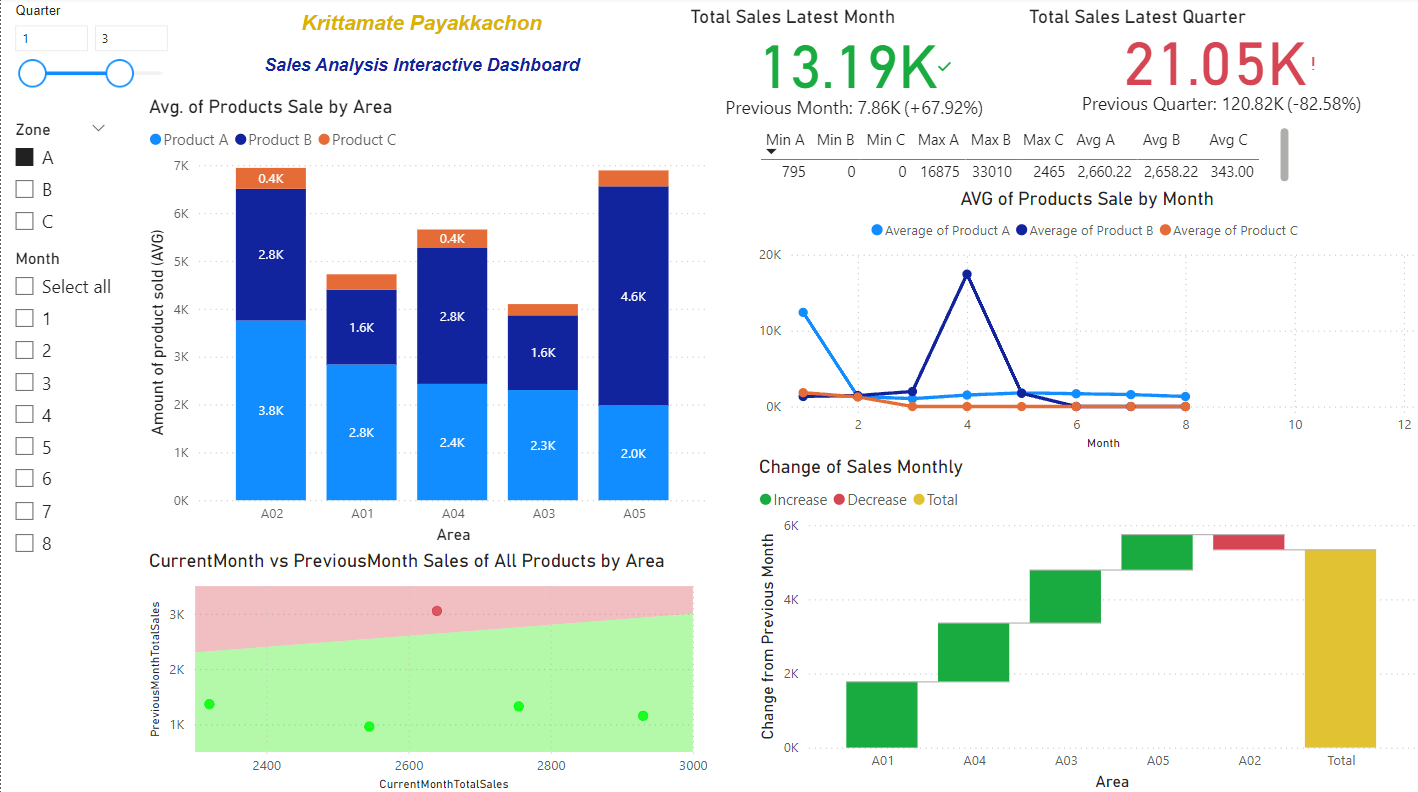 Quarter
1 3
Zone
A
B
C
Month
Select all
1
2
3
4
5
6
7
8
Krittamate Payakkachon
Sales Analysis Interactive Dashboard
Avg. of Products Sale by Area
Product A Product B Product C
Amount of product sold (AVG)
7K
6K
5K
4K
3K
2K
1K
0K
0.4K 2.8K 3.8K
1.6K 2.8K
0.4K 2.8K 2.4K
1.6K 2.3K
4.6K 2.0K
A02 A01 A04 A03 A05
Area
CurrentMonth vs PreviousMonth Sales of All Products by Area
PreviousMonthTotalSales
3K
2K
1K
2400 2600 2800 3000
CurrentMonthTotalSales
Total Sales Latest Month
13.19K
Previous Month: 7.86K (+67.92%)
Total Sales Latest Quarter
21.05K!
Previous Quarter: 120.82K (-82.58%)
Min A Min B Min C Max A Max B Max C Avg A Avg B Avg C
795 0 0 16875 33010 2465 2,660.22 2,658.22 343.00
AVG of Products Sale by Month
Average of Product A Average of Product B Average of Product C
20K
10K
0K
2 4 6 8 10 12
Month
Change of Sales Monthly
Increase Decrease Total
Change from Previous Month
6K
4K
2K
0K
A01 A04 A03 A05 A02 Total
Area